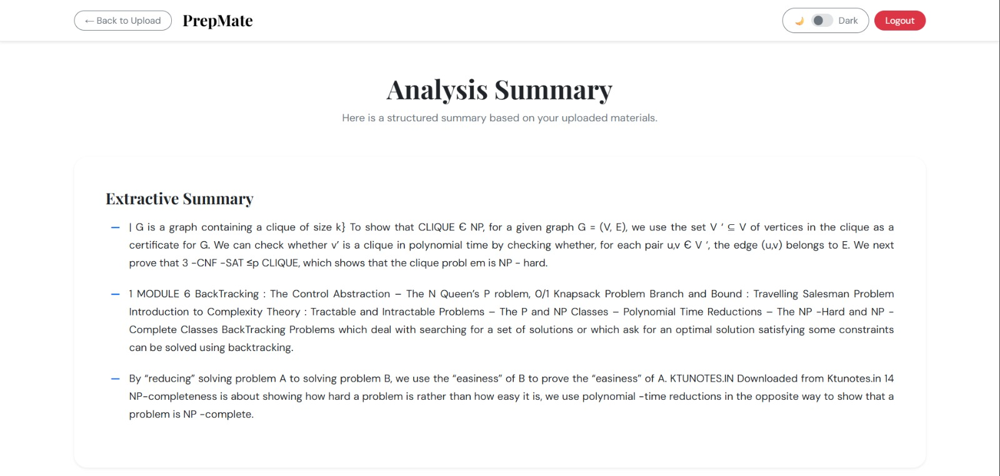 ← Back to Upload
PrepMate
Dark
Logout
Analysis Summary
Here is a structured summary based on your uploaded materials.
Extractive Summary
| G is a graph containing a clique of size k} To show that CLIQUE Є NP, for a given graph G = (V, E), we use the set V ‘ ⊆ V of vertices in the clique as a
certificate for G. We can check whether v’ is a clique in polynomial time by checking whether, for each pair u,v Є V ‘, the edge (u,v) belongs to E. We next
prove that 3 -CNF -SAT ≤p CLIQUE, which shows that the clique probl em is NP - hard.
1 MODULE 6 BackTracking : The Control Abstraction – The N Queen’s P roblem, 0/1 Knapsack Problem Branch and Bound : Travelling Salesman Problem
Introduction to Complexity Theory : Tractable and Intractable Problems – The P and NP Classes – Polynomial Time Reductions – The NP -Hard and NP -
Complete Classes BackTracking Problems which deal with searching for a set of solutions or which ask for an optimal solution satisfying some constraints
can be solved using backtracking.
By “reducing” solving problem A to solving problem B, we use the “easiness” of B to prove the “easiness” of A. KTUNOTES.IN Downloaded from Ktunotes.in 14
NP-completeness is about showing how hard a problem is rather than how easy it is, we use polynomial -time reductions in the opposite way to show that a
problem is NP -complete.